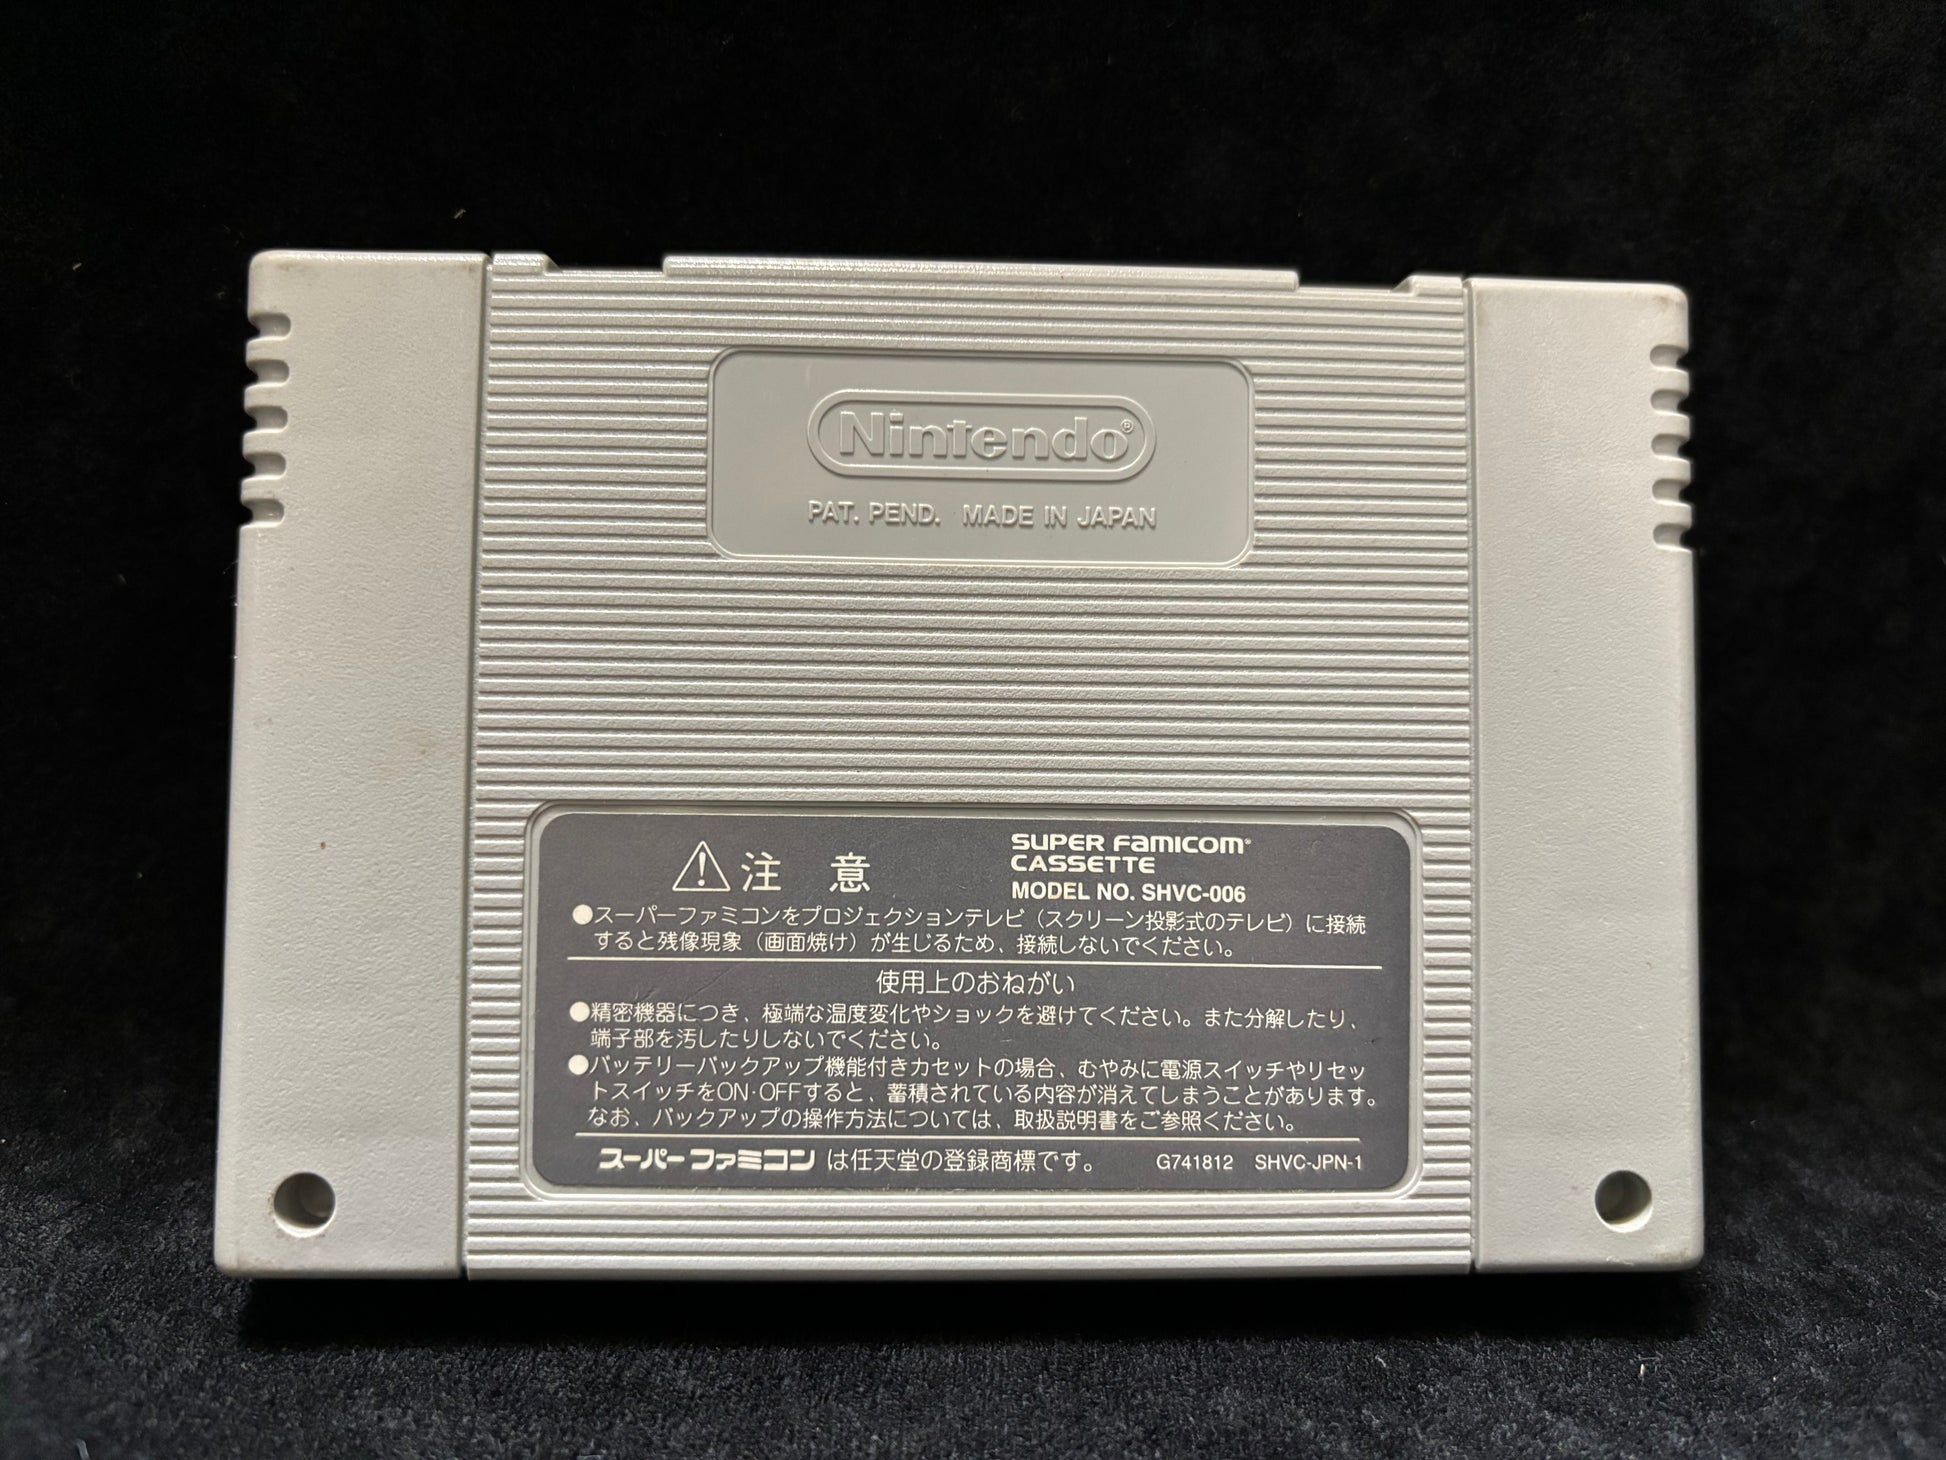 Nintendo®
PAT. PEND. MADE IN JAPAN
⚠注 意
SUPER FAMICOM®
CASSETTE
MODEL NO. SHVC-006
●スーパーファミコンをプロジェクションテレビ(スクリーン投影式のテレビ)に接続
すると残像現象(画面焼け)が生じるため、接続しないでください。
使用上のおねがい
●精密機器につき、極端な温度変化やショックを避けてください。また分解したり、
端子部を汚したりしないでください。
●バッテリーバックアップ機能付きカセットの場合、むやみに電源スイッチやリセッ
トスイッチをON・OFFすると、蓄積されている内容が消えてしまうことがあります。
なお、バックアップの操作方法については、取扱説明書をご参照ください。
スーパーファミコン は任天堂の登録商標です。 G741812 SHVC-JPN-1